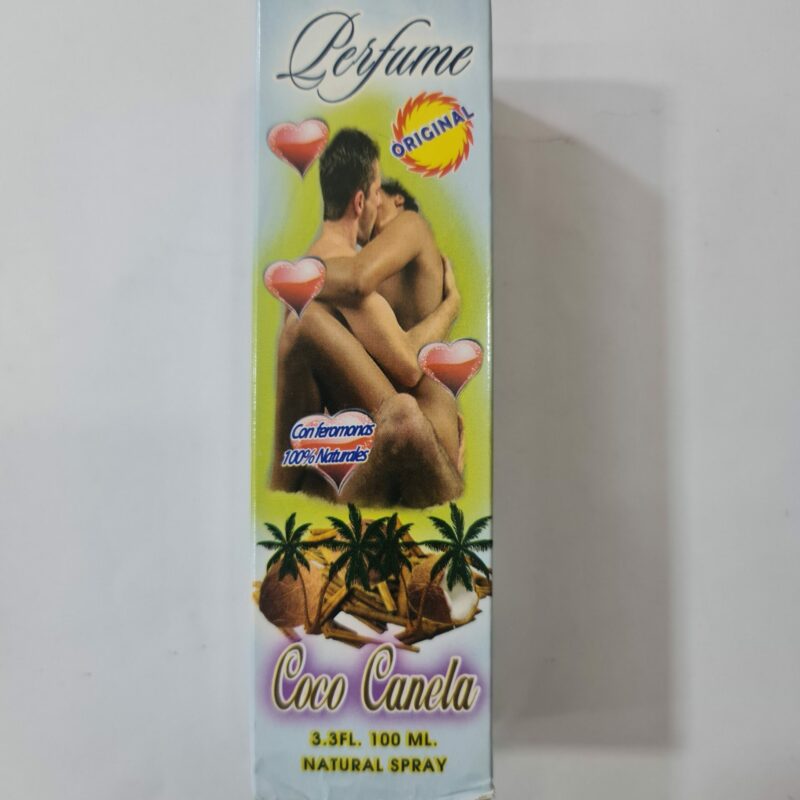 Perfume
ORIGINAL
Con feromonas
100% Naturales
Coco Canela
3.3FL. 100 ML.
NATURAL SPRAY